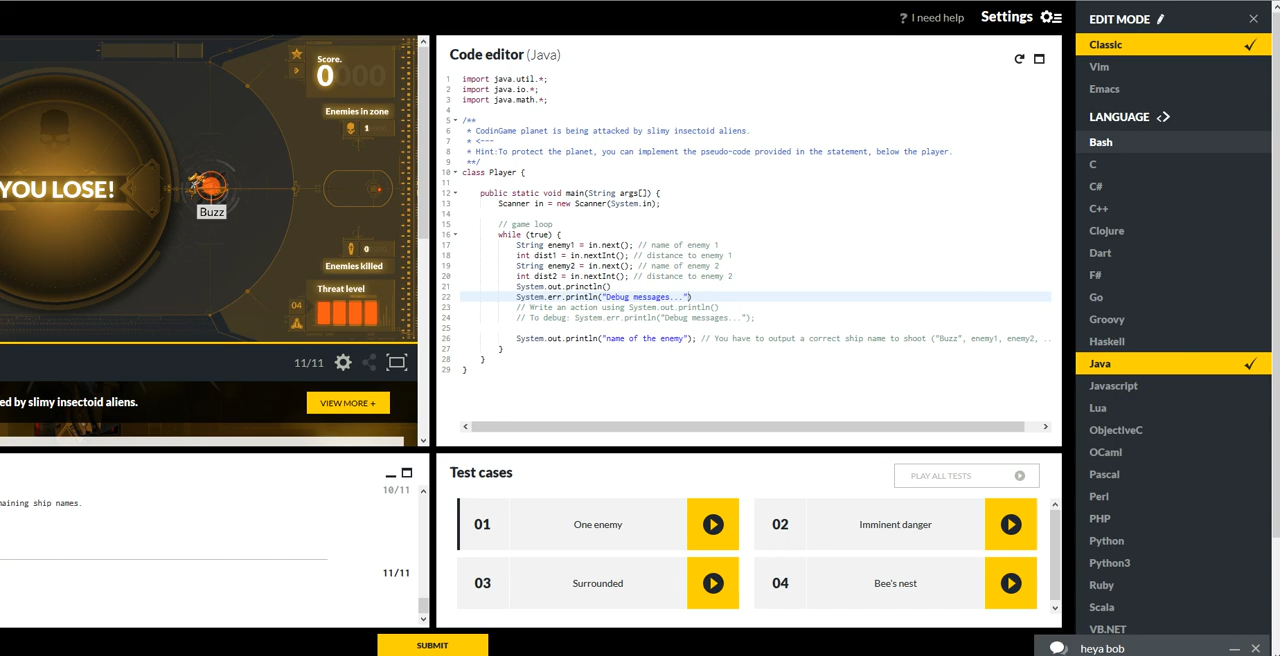 ? I need help
Settings
EDIT MODE
Classic
Vim
Emacs
LANGUAGE <>
Bash
C
C#
C++
Clojure
Dart
F#
Go
Groovy
Haskell
Java
Javascript
Lua
ObjectiveC
OCaml
Pascal
Perl
PHP
Python
Python3
Ruby
Scala
VB.NET
heya bob
Score.
0000
Enemies in zone
1
YOU LOSE!
Buzz
0
Enemies killed
Threat level
04
11/11
ed by slimy insectoid aliens.
VIEW MORE +
Code editor (Java)
1 import java.util.*;
2 import java.io.*;
3 import java.math.*;
4
5 /**
6 * CodinGame planet is being attacked by slimy insectoid aliens.
7 * <---
8 * Hint:To protect the planet, you can implement the pseudo-code provided in the statement, below the player.
9 **/
10 class Player {
11
12 public static void main(String args[]) {
13 Scanner in = new Scanner(System.in);
14
15 // game loop
16 while (true) {
17 String enemy1 = in.next(); // name of enemy 1
18 int dist1 = in.nextInt(); // distance to enemy 1
19 String enemy2 = in.next(); // name of enemy 2
20 int dist2 = in.nextInt(); // distance to enemy 2
21 System.out.princtln()
22 System.err.println("Debug messages...")
23 // Write an action using System.out.println()
24 // To debug: System.err.println("Debug messages...");
25
26 System.out.println("name of the enemy"); // You have to output a correct ship name to shoot ("Buzz", enemy1, enemy2, ..
27 }
28 }
29 }
10/11
naining ship names.
11/11
Test cases
PLAY ALL TESTS
01 One enemy
02 Imminent danger
03 Surrounded
04 Bee's nest
SUBMIT